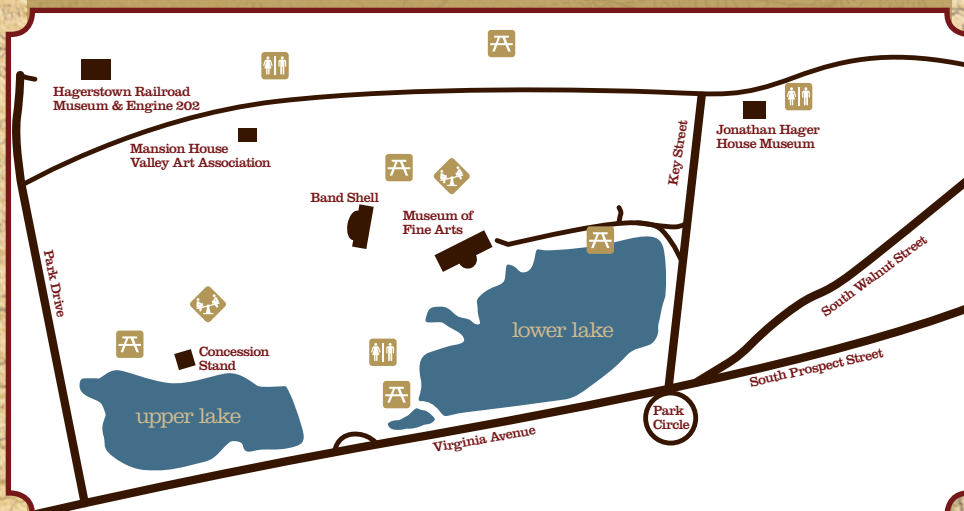 Hagerstown Railroad
Museum & Engine 202
Mansion House
Valley Art Association
Jonathan Hager
House Museum
Key Street
Band Shell
Museum of
Fine Arts
South Walnut Street
Park Drive
lower lake
Concession
Stand
South Prospect Street
upper lake
Park
Circle
Virginia Avenue